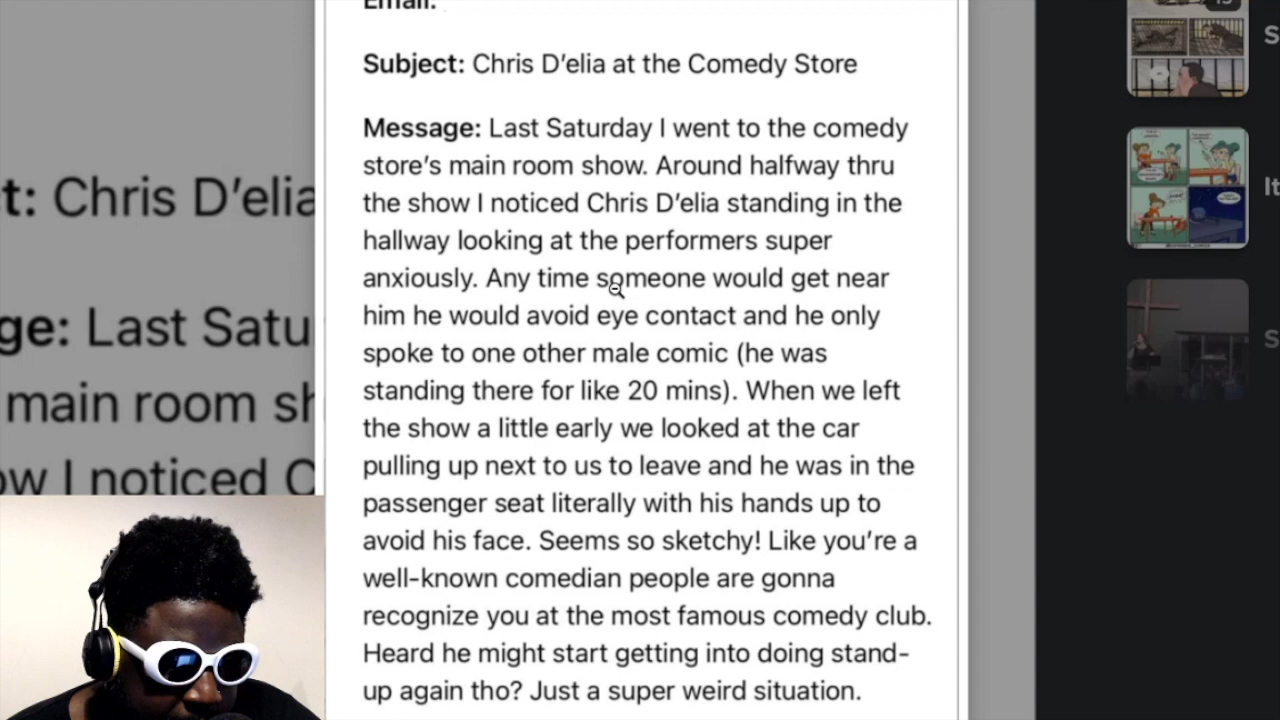 Email:
Subject: Chris D'elia at the Comedy Store
Message: Last Saturday I went to the comedy
store's main room show. Around halfway thru
the show I noticed Chris D'elia standing in the
hallway looking at the performers super
anxiously. Any time someone would get near
him he would avoid eye contact and he only
spoke to one other male comic (he was
standing there for like 20 mins). When we left
the show a little early we looked at the car
pulling up next to us to leave and he was in the
passenger seat literally with his hands up to
avoid his face. Seems so sketchy! Like you're a
well-known comedian people are gonna
recognize you at the most famous comedy club.
Heard he might start getting into doing stand-
up again tho? Just a super weird situation.
t: Chris D'elia
ge: Last Satu
main room sh
ow I noticed C
S
It
S